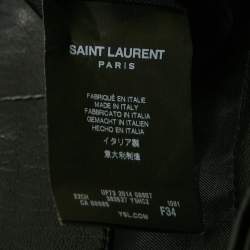 SAINT LAURENT
PARIS
FABRIQUÉ EN ITALIE
MADE IN ITALY
FABBRICATO IN ITALIA
GEMACHT IN ITALIEN
HECHO EN ITALIA
イタリア製
意大利制造
YSL.COM
F34